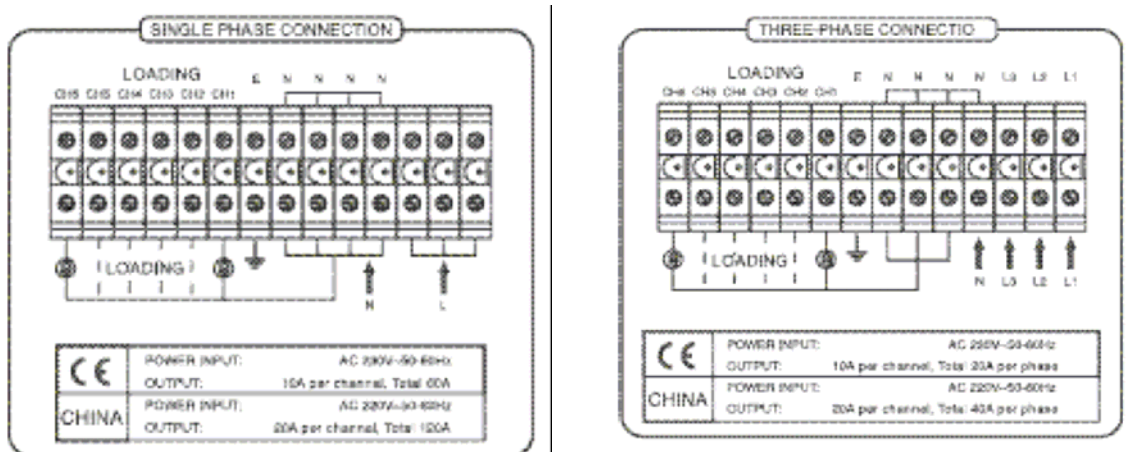 SINGLE PHASE CONNECTION
LOADING
CH6 CH5 CH4 CH3 CH2 CH1 E N N N N
LOADING
N L
CE
POWER INPUT: AC 230V~50-60Hz
OUTPUT: 10A per channel, Total 60A
CHINA
POWER INPUT: AC 220V~50-60Hz
OUTPUT: 20A per channel, Total 120A
THREE-PHASE CONNECTIO
LOADING
CH6 CH5 CH4 CH3 CH2 CH1 E N N N N L3 L2 L1
LOADING
N L3 L2 L1
CE
POWER INPUT: AC 230V~50-60Hz
OUTPUT: 10A per channel, Total 20A per phase
CHINA
POWER INPUT: AC 220V~50-60Hz
OUTPUT: 20A per channel, Total 40A per phase